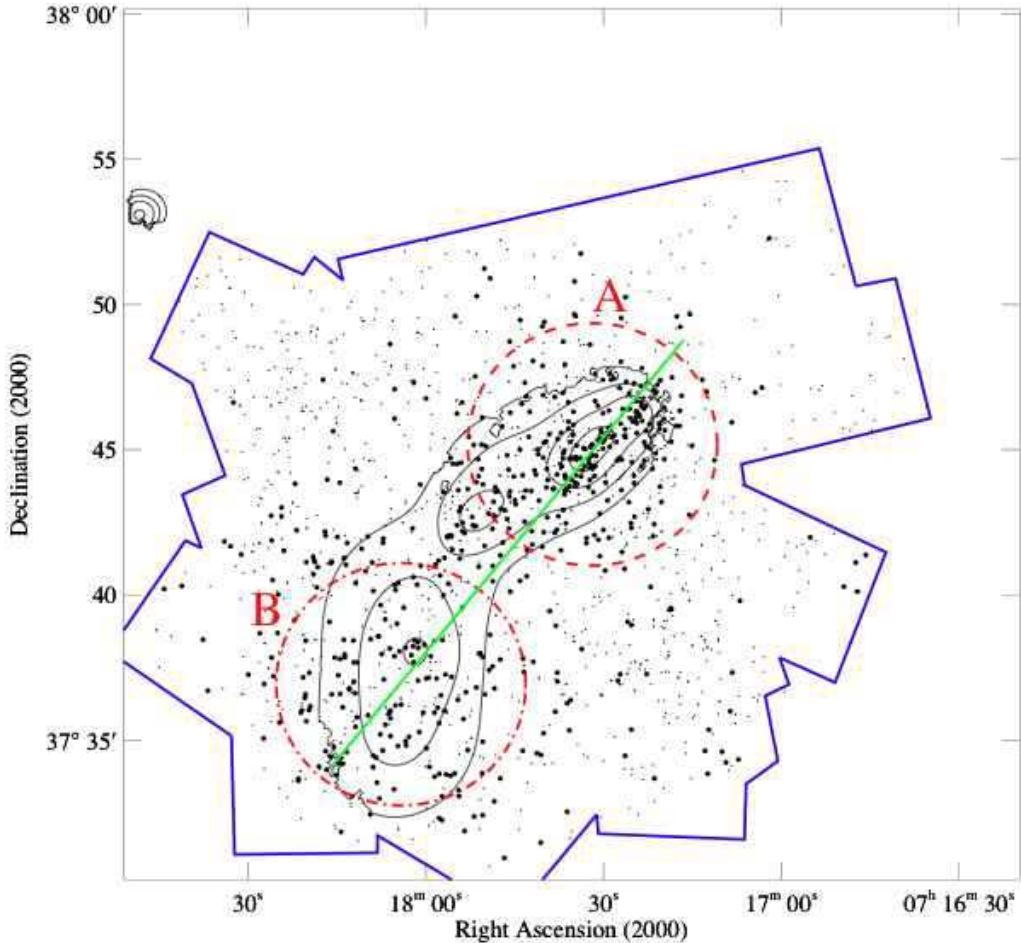 38° 00′
55
50
A
45
40
B
37° 35′
30ˢ
18ᵐ 00ˢ
30ˢ
17ᵐ 00ˢ
07ʰ 16ᵐ 30ˢ
Declination (2000)
Right Ascension (2000)